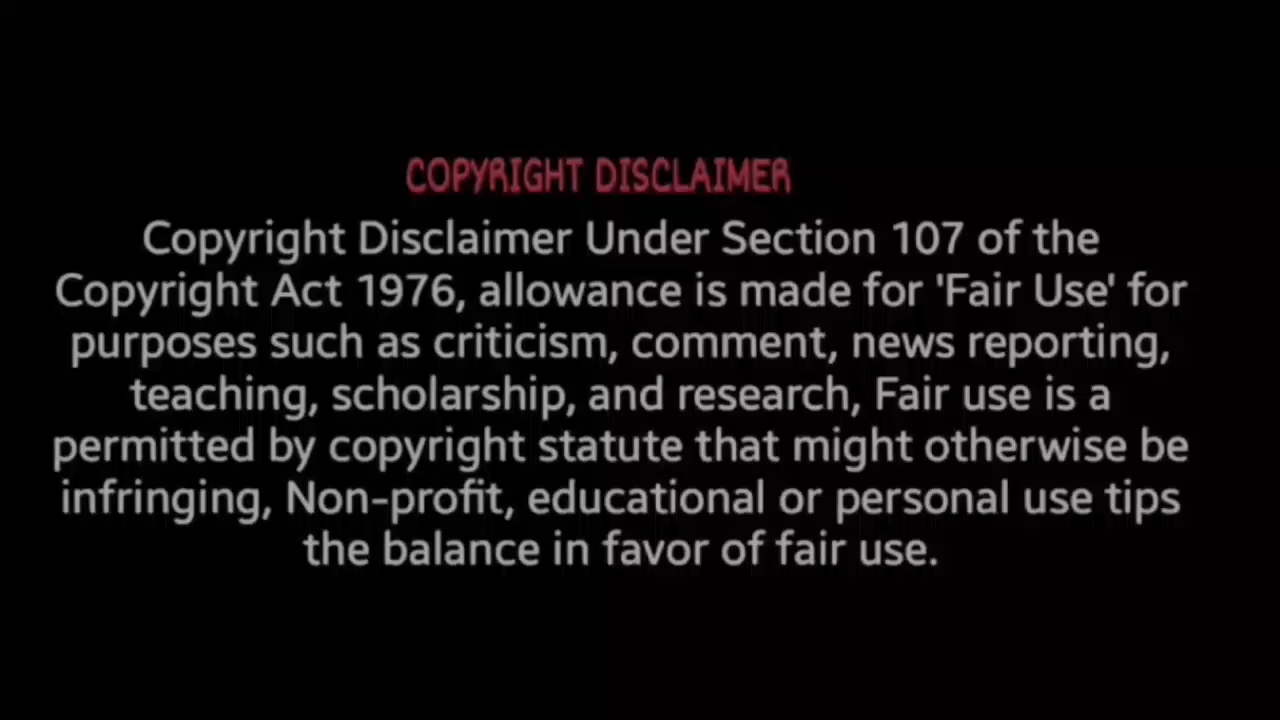 COPYRIGHT DISCLAIMER
Copyright Disclaimer Under Section 107 of the
Copyright Act 1976, allowance is made for 'Fair Use' for
purposes such as criticism, comment, news reporting,
teaching, scholarship, and research, Fair use is a
permitted by copyright statute that might otherwise be
infringing, Non-profit, educational or personal use tips
the balance in favor of fair use.